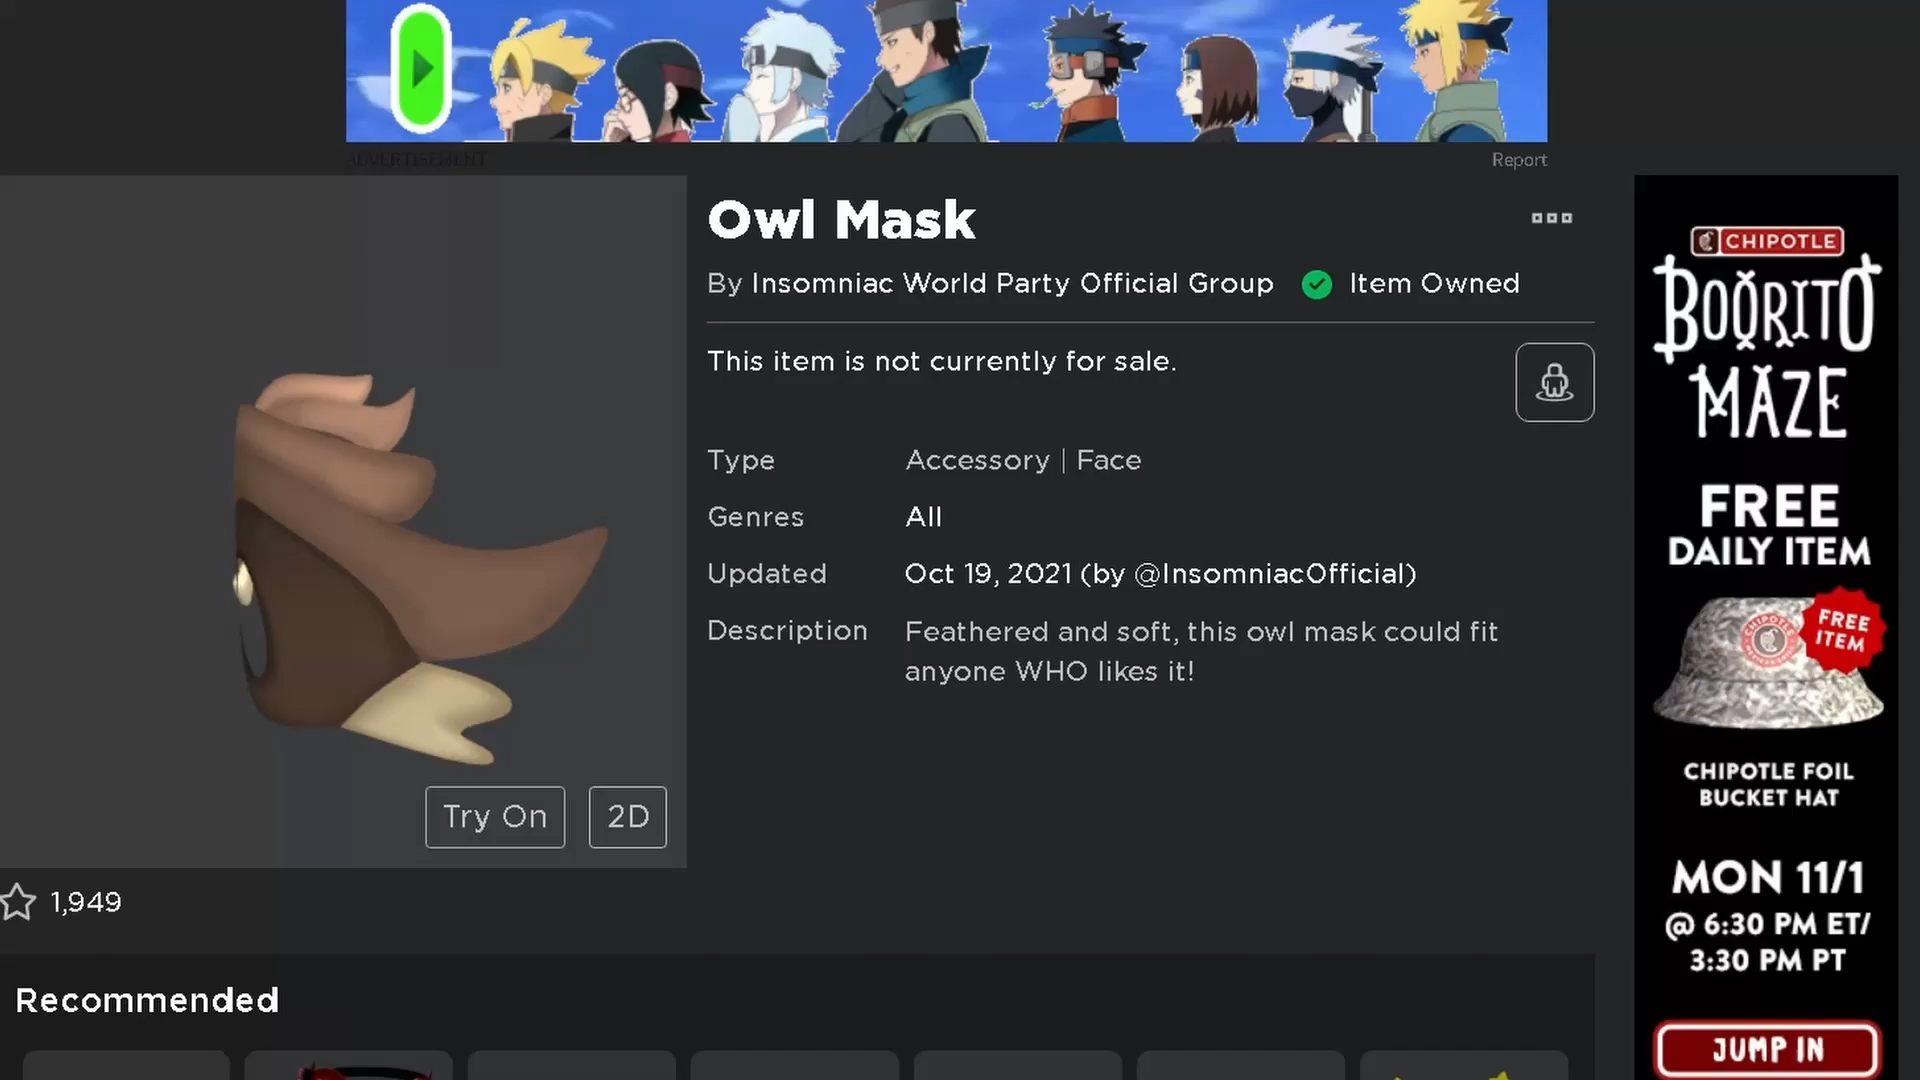 ADVERTISEMENT
Report
Owl Mask
By Insomniac World Party Official Group
Item Owned
This item is not currently for sale.
Type
Accessory | Face
Genres
All
Updated
Oct 19, 2021 (by @InsomniacOfficial)
Description
Feathered and soft, this owl mask could fit
anyone WHO likes it!
Try On
2D
1,949
Recommended
CHIPOTLE
BOORITO
MAZE
FREE
DAILY ITEM
FREE
ITEM
CHIPOTLE
CHIPOTLE FOIL
BUCKET HAT
MON 11/1
@ 6:30 PM ET/
3:30 PM PT
JUMP IN